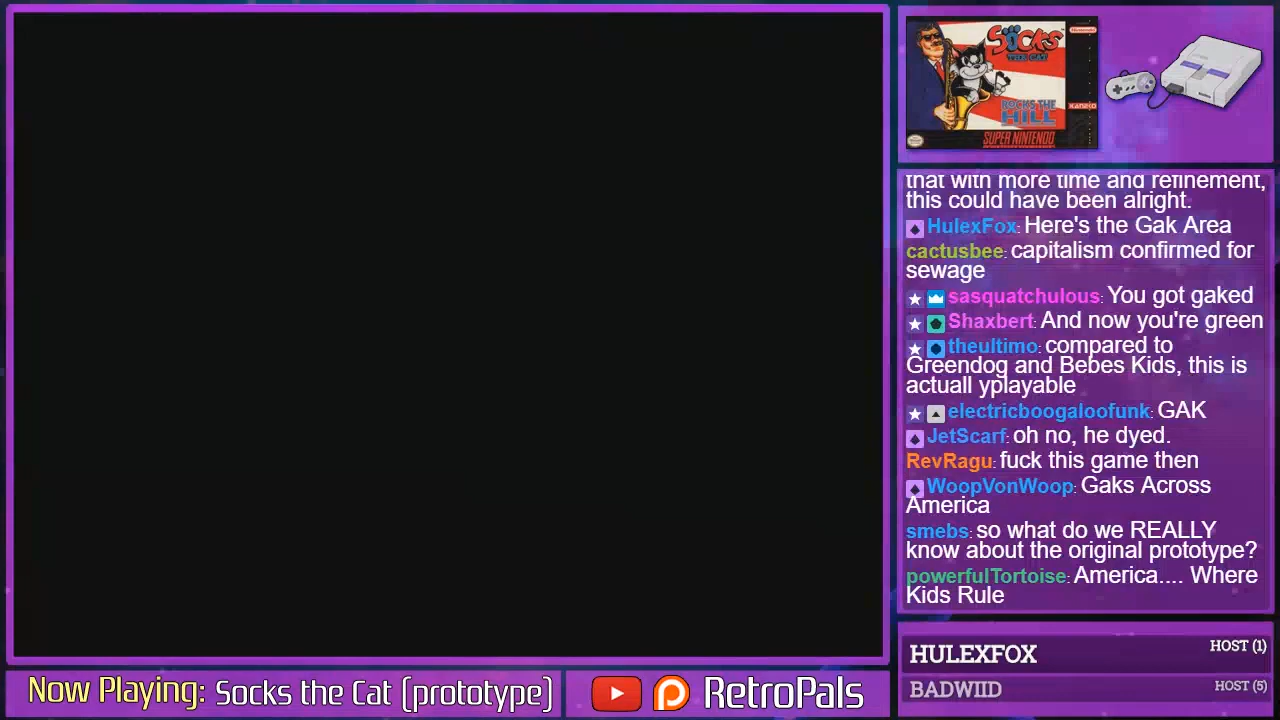 SOCKS
THE CAT
ROCKS THE
HILL
KANEKO
SUPER NINTENDO
that with more time and refinement,
this could have been alright.
HulexFox: Here's the Gak Area
cactusbee: capitalism confirmed for
sewage
sasquatchulous: You got gaked
Shaxbert: And now you're green
theultimo: compared to
Greendog and Bebes Kids, this is
actuall yplayable
electricboogaloofunk: GAK
JetScarf: oh no, he dyed.
RevRagu: fuck this game then
WoopVonWoop: Gaks Across
America
smebs: so what do we REALLY
know about the original prototype?
powerfulTortoise: America.... Where
Kids Rule
HULEXFOX HOST (1)
BADWIID HOST (5)
Now Playing: Socks the Cat (prototype)
RetroPals